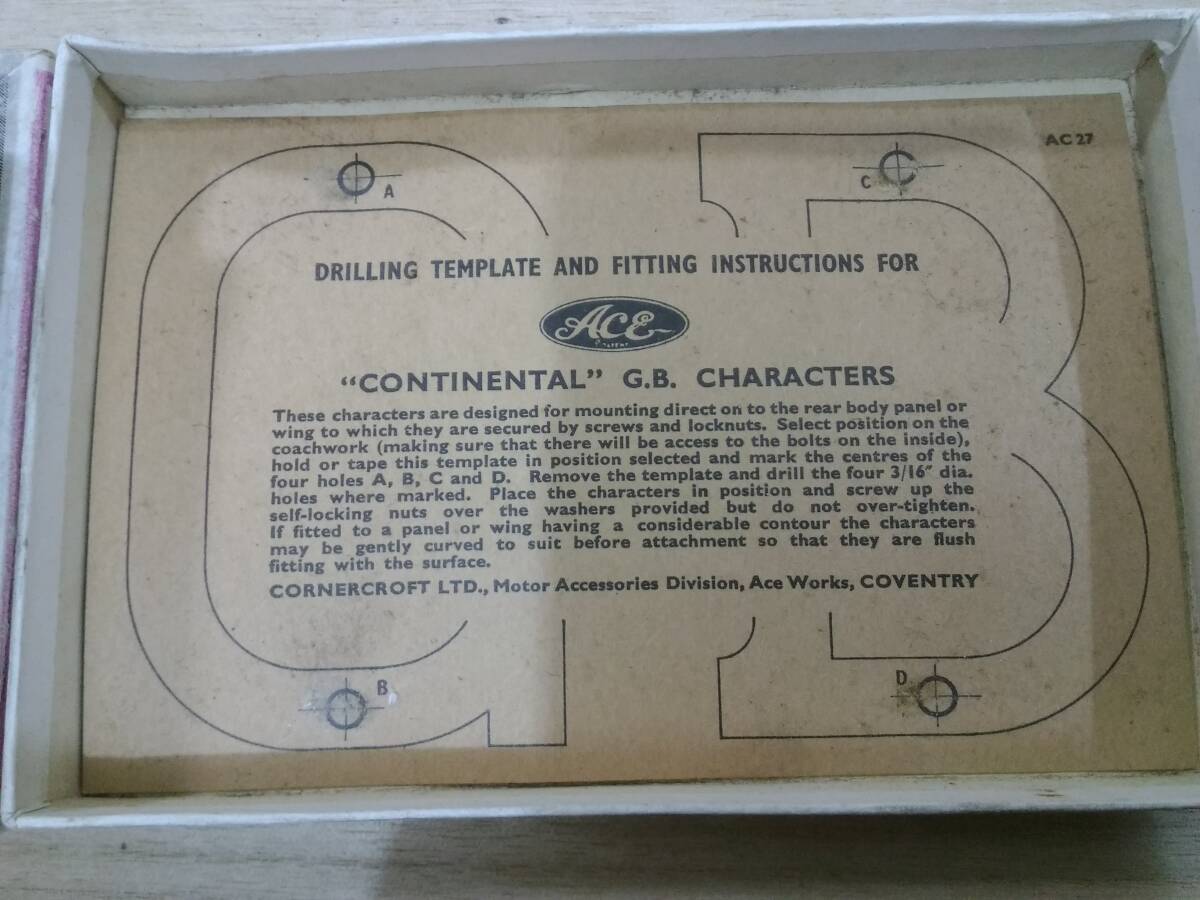 AC 27
A
C
DRILLING TEMPLATE AND FITTING INSTRUCTIONS FOR
ACE
“CONTINENTAL” G.B. CHARACTERS
These characters are designed for mounting direct on to the rear body panel or
wing to which they are secured by screws and locknuts. Select position on the
coachwork (making sure that there will be access to the bolts on the inside),
hold or tape this template in position selected and mark the centres of the
four holes A, B, C and D. Remove the template and drill the four 3/16″ dia.
holes where marked. Place the characters in position and screw up the
self-locking nuts over the washers provided but do not over-tighten.
If fitted to a panel or wing having a considerable contour the characters
may be gently curved to suit before attachment so that they are flush
fitting with the surface.
CORNERCROFT LTD., Motor Accessories Division, Ace Works, COVENTRY
B
D